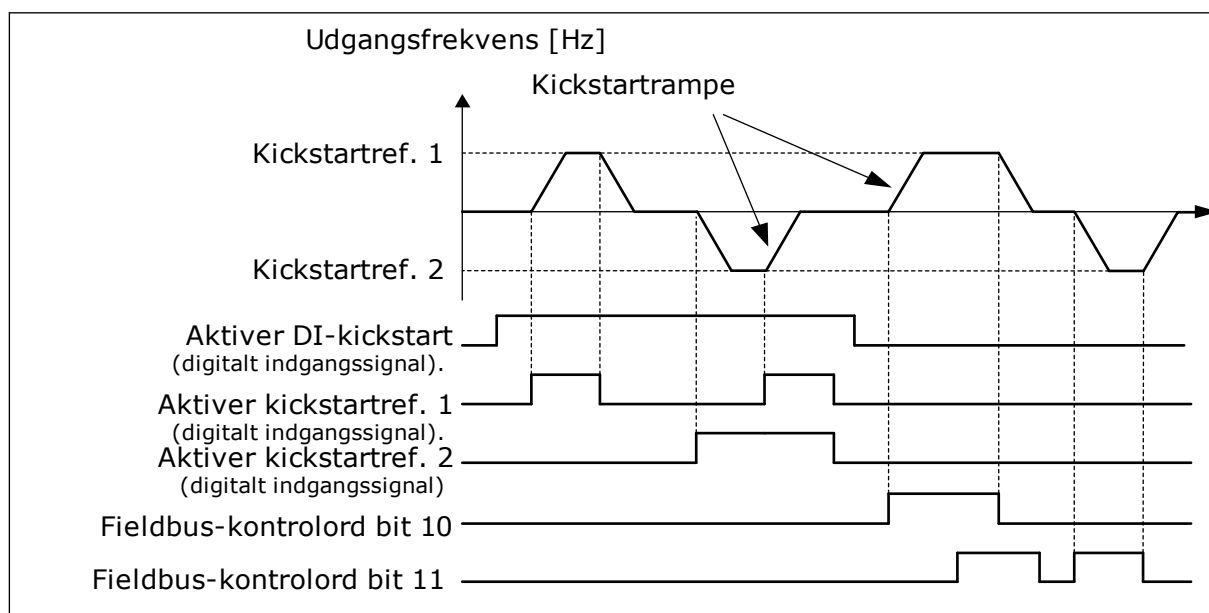 Udgangsfrekvens [Hz]
Kickstartrampe
Kickstartref. 1
Kickstartref. 2
Aktiver DI-kickstart
(digitalt indgangssignal).
Aktiver kickstartref. 1
(digitalt indgangssignal).
Aktiver kickstartref. 2
(digitalt indgangssignal)
Fieldbus-kontrolord bit 10
Fieldbus-kontrolord bit 11